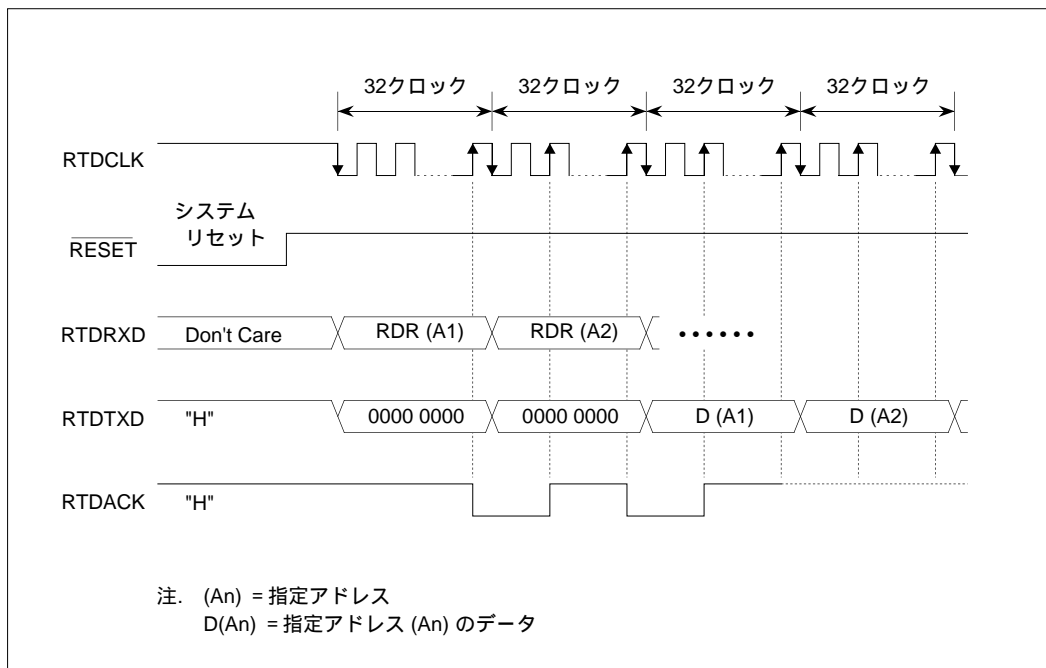 32クロック 32クロック 32クロック 32クロック
RTDCLK
システム
リセット
RESET
RTDRXD Don't Care RDR (A1) RDR (A2) ••••••
RTDTXD "H" 0000 0000 0000 0000 D (A1) D (A2)
RTDACK "H"
注. (An) = 指定アドレス
D(An) = 指定アドレス (An) のデータ